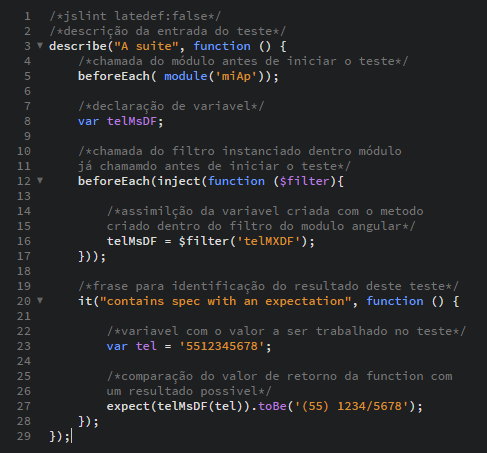 1 /*jslint latedef:false*/
2 /*descrição da entrada do teste*/
3 describe("A suite", function () {
4 /*chamada do módulo antes de iniciar o teste*/
5 beforeEach( module('miAp'));
6
7 /*declaração de variavel*/
8 var telMsDF;
9
10 /*chamada do filtro instanciado dentro módulo
11 já chamamdo antes de iniciar o teste*/
12 beforeEach(inject(function ($filter){
13
14 /*assimilção da variavel criada com o metodo
15 criado dentro do filtro do modulo angular*/
16 telMsDF = $filter('telMXDF');
17 }));
18
19 /*frase para identificação do resultado deste teste*/
20 it("contains spec with an expectation", function () {
21
22 /*variavel com o valor a ser trabalhado no teste*/
23 var tel = '5512345678';
24
25 /*comparação do valor de retorno da function com
26 um resultado possivel*/
27 expect(telMsDF(tel)).toBe('(55) 1234/5678');
28 });
29 });